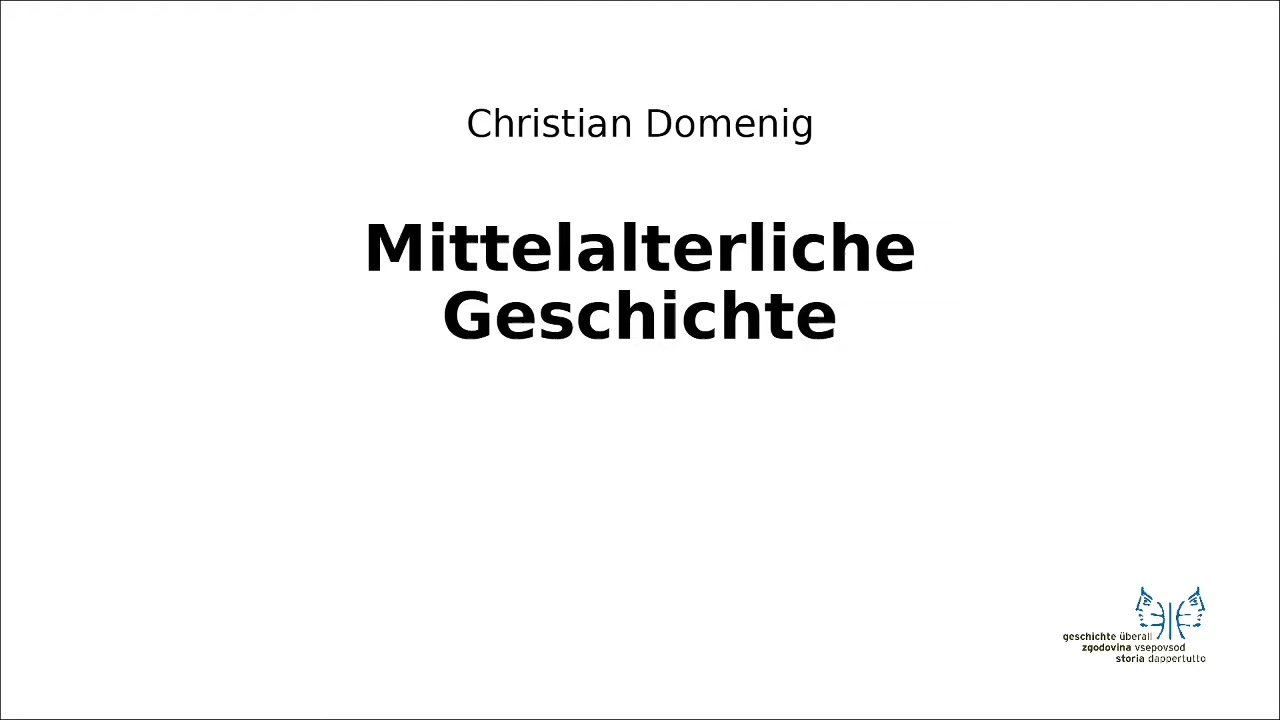 Christian Domenig
Mittelalterliche
Geschichte
geschichte überall
zgodovina vsepovsod
storia dappertutto